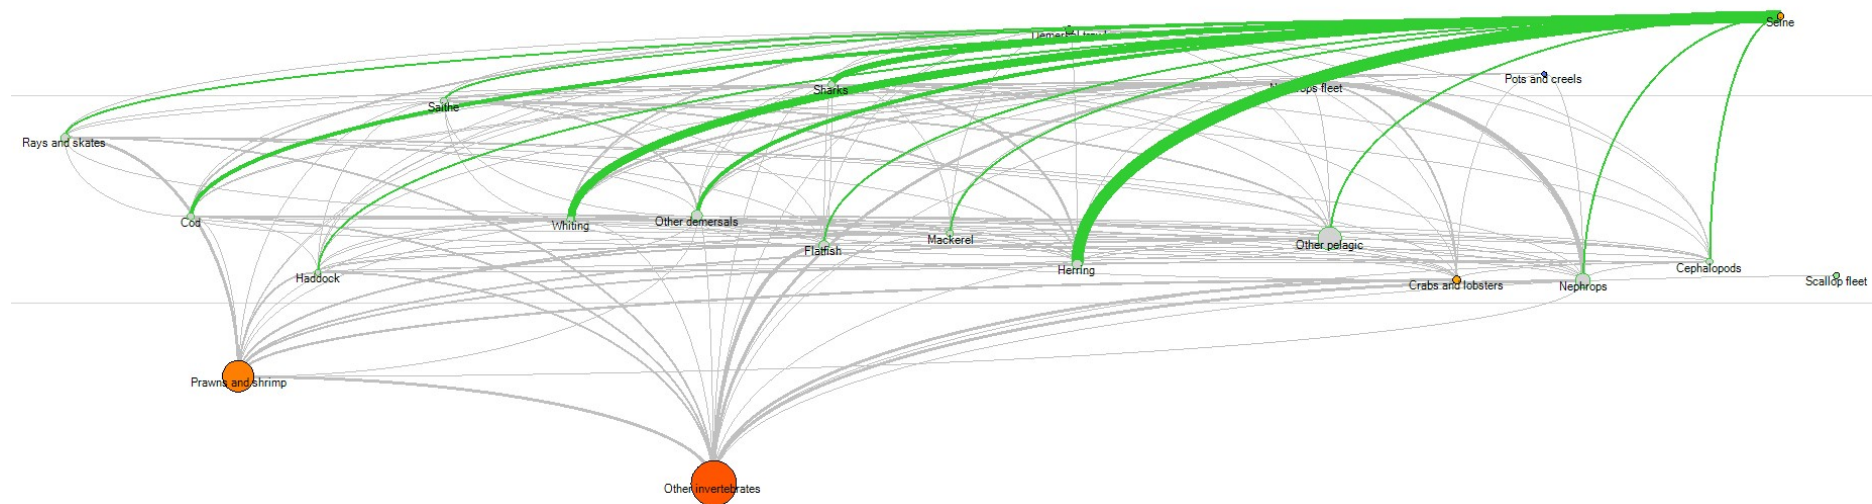 Seine
Pots and creels
Sharks
Saithe
Rays and skates
Cod
Whiting
Other demersals
Flatfish
Mackerel
Other pelagic
Herring
Haddock
Crabs and lobsters
Nephrops
Cephalopods
Scallop fleet
Prawns and shrimp
Other invertebrates
fleet